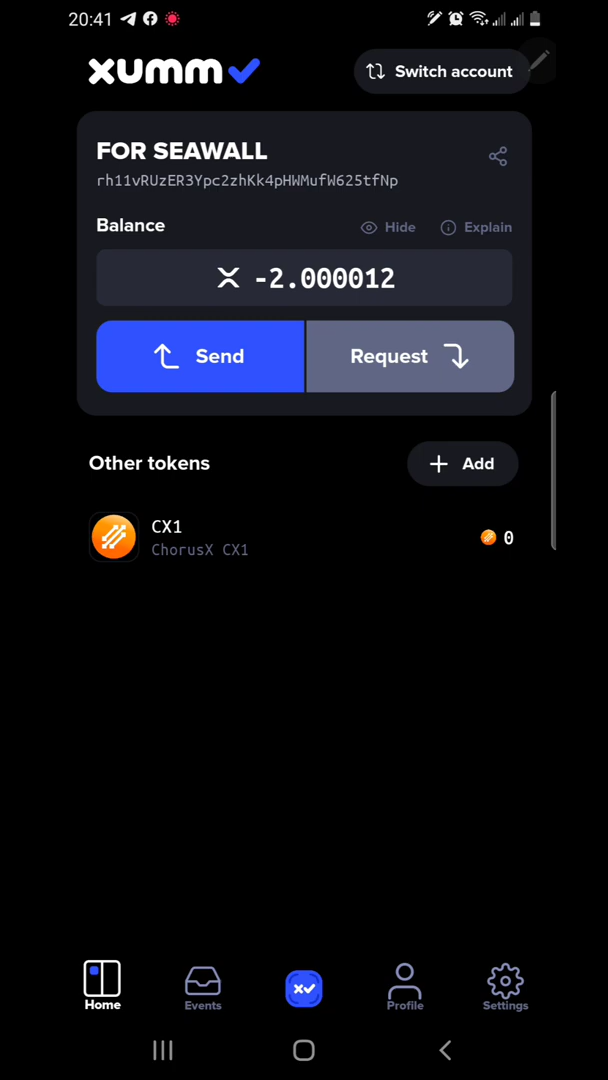 20:41
xumm
Switch account
FOR SEAWALL
rh11vRUzER3Ypc2zhKk4pHWMufW625tfNp
Balance
Hide
Explain
-2.000012
Send
Request
Other tokens
+ Add
CX1
ChorusX CX1
0
Home
Events
Profile
Settings